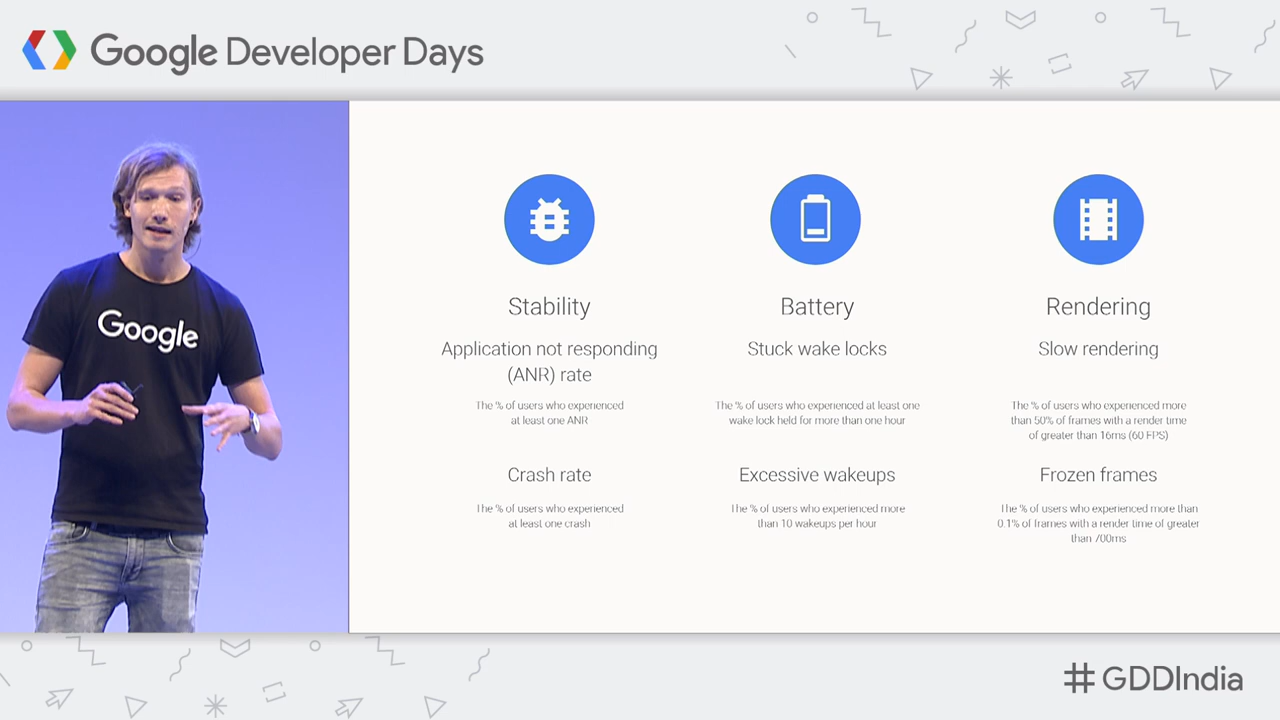 Google Developer Days
Google
Stability
Application not responding
(ANR) rate
The % of users who experienced
at least one ANR
Crash rate
The % of users who experienced
at least one crash
Battery
Stuck wake locks
The % of users who experienced at least one
wake lock held for more than one hour
Excessive wakeups
The % of users who experienced more
than 10 wakeups per hour
Rendering
Slow rendering
The % of users who experienced more
than 50% of frames with a render time
of greater than 16ms (60 FPS)
Frozen frames
The % of users who experienced more than
0.1% of frames with a render time of greater
than 700ms
#GDDIndia